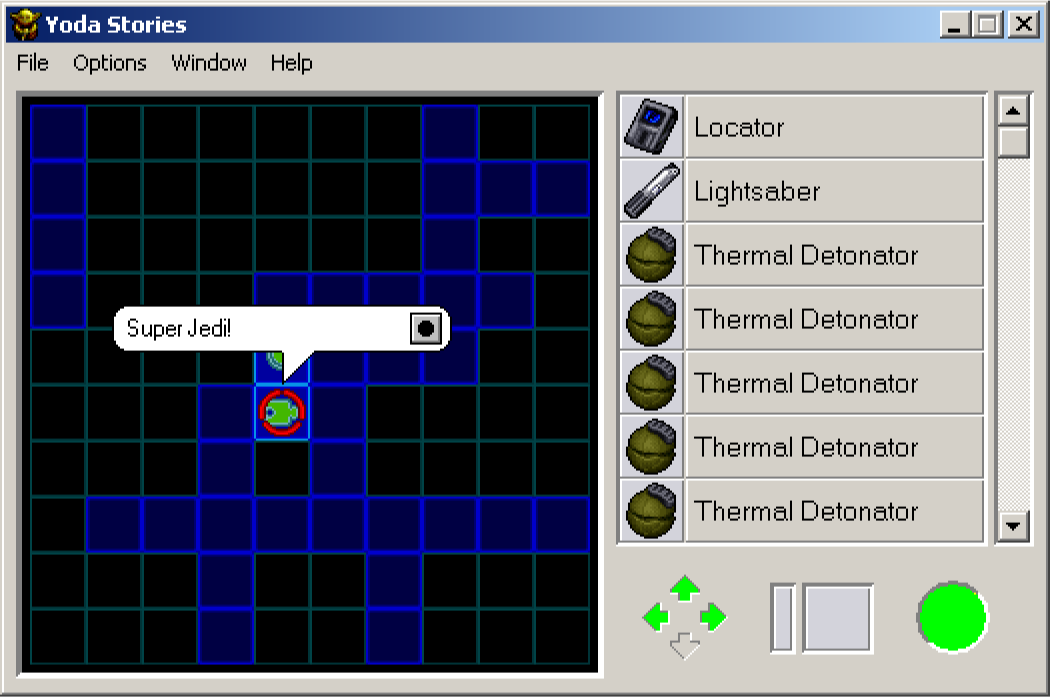 Yoda Stories
File Options Window Help
Super Jedi!
Locator
Lightsaber
Thermal Detonator
Thermal Detonator
Thermal Detonator
Thermal Detonator
Thermal Detonator